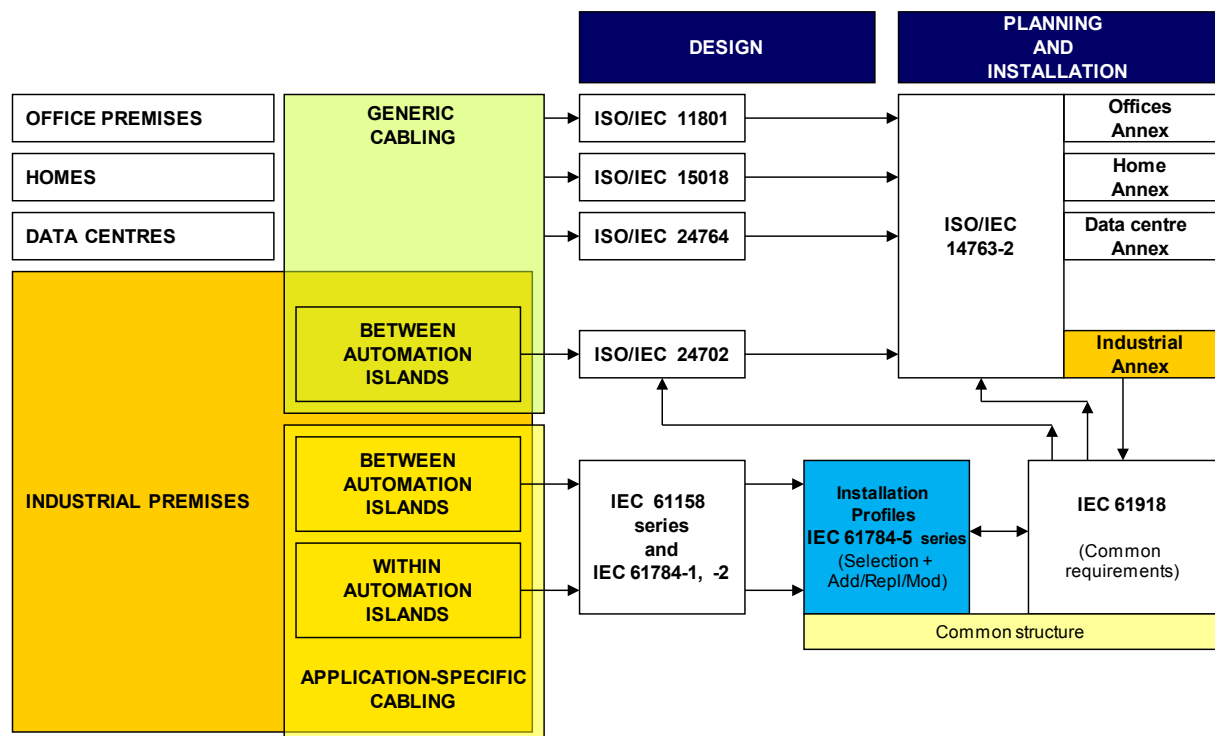 DESIGN
PLANNING
AND
INSTALLATION
OFFICE PREMISES
GENERIC
CABLING
ISO/IEC 11801
Offices
Annex
HOMES
ISO/IEC 15018
Home
Annex
DATA CENTRES
ISO/IEC 24764
ISO/IEC
14763-2
Data centre
Annex
BETWEEN
AUTOMATION
ISLANDS
ISO/IEC 24702
Industrial
Annex
INDUSTRIAL PREMISES
BETWEEN
AUTOMATION
ISLANDS
WITHIN
AUTOMATION
ISLANDS
APPLICATION-SPECIFIC
CABLING
IEC 61158
series
and
IEC 61784-1, -2
Installation
Profiles
IEC 61784-5 series
(Selection +
Add/Repl/Mod)
IEC 61918
(Common
requirements)
Common structure